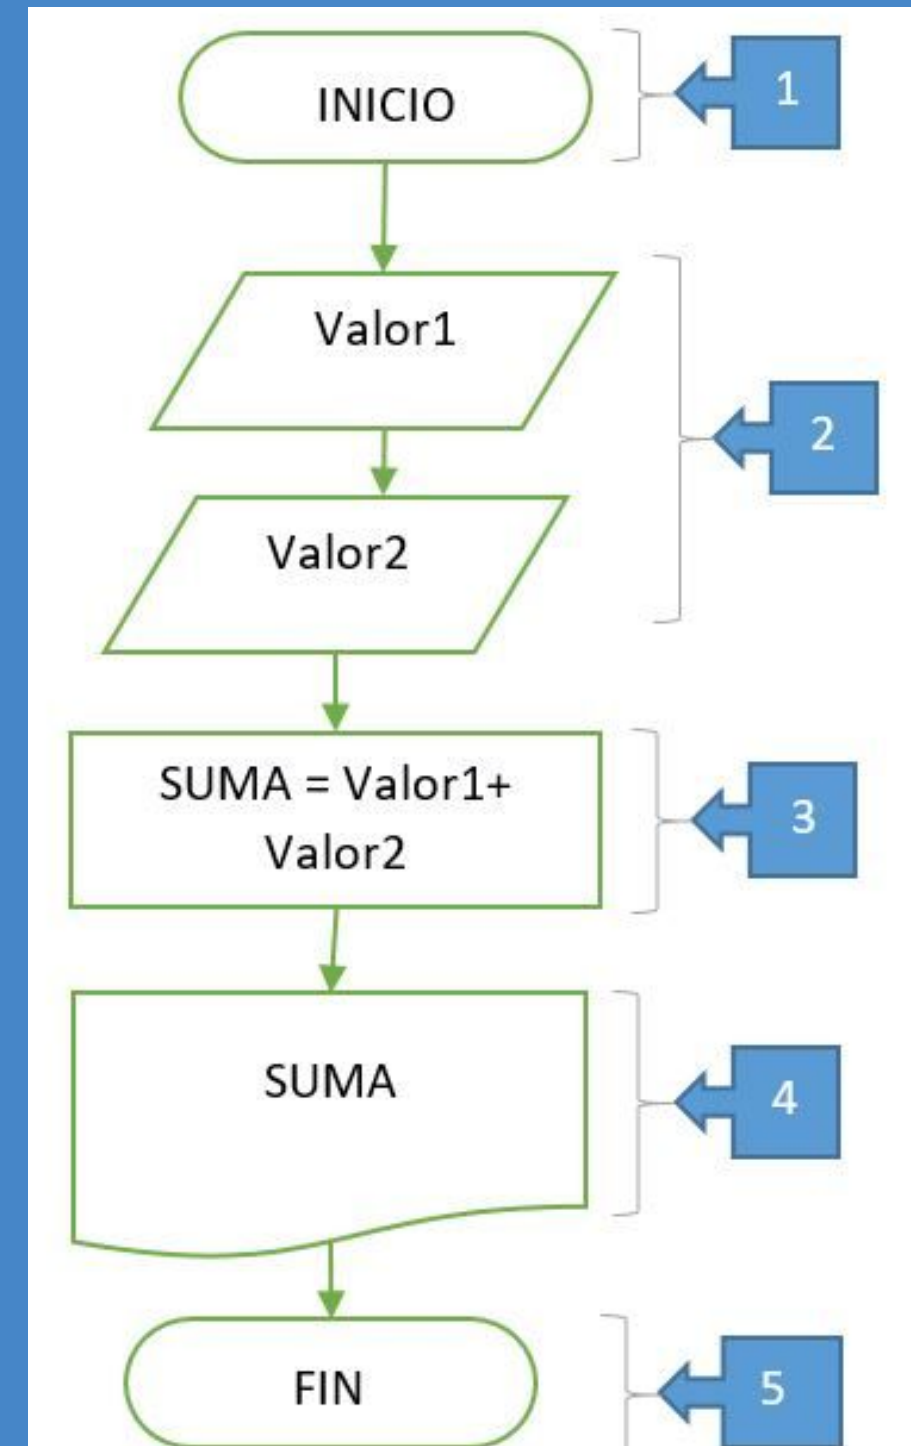 INICIO
1
Valor1
2
Valor2
SUMA = Valor1+
Valor2
3
SUMA
4
FIN
5